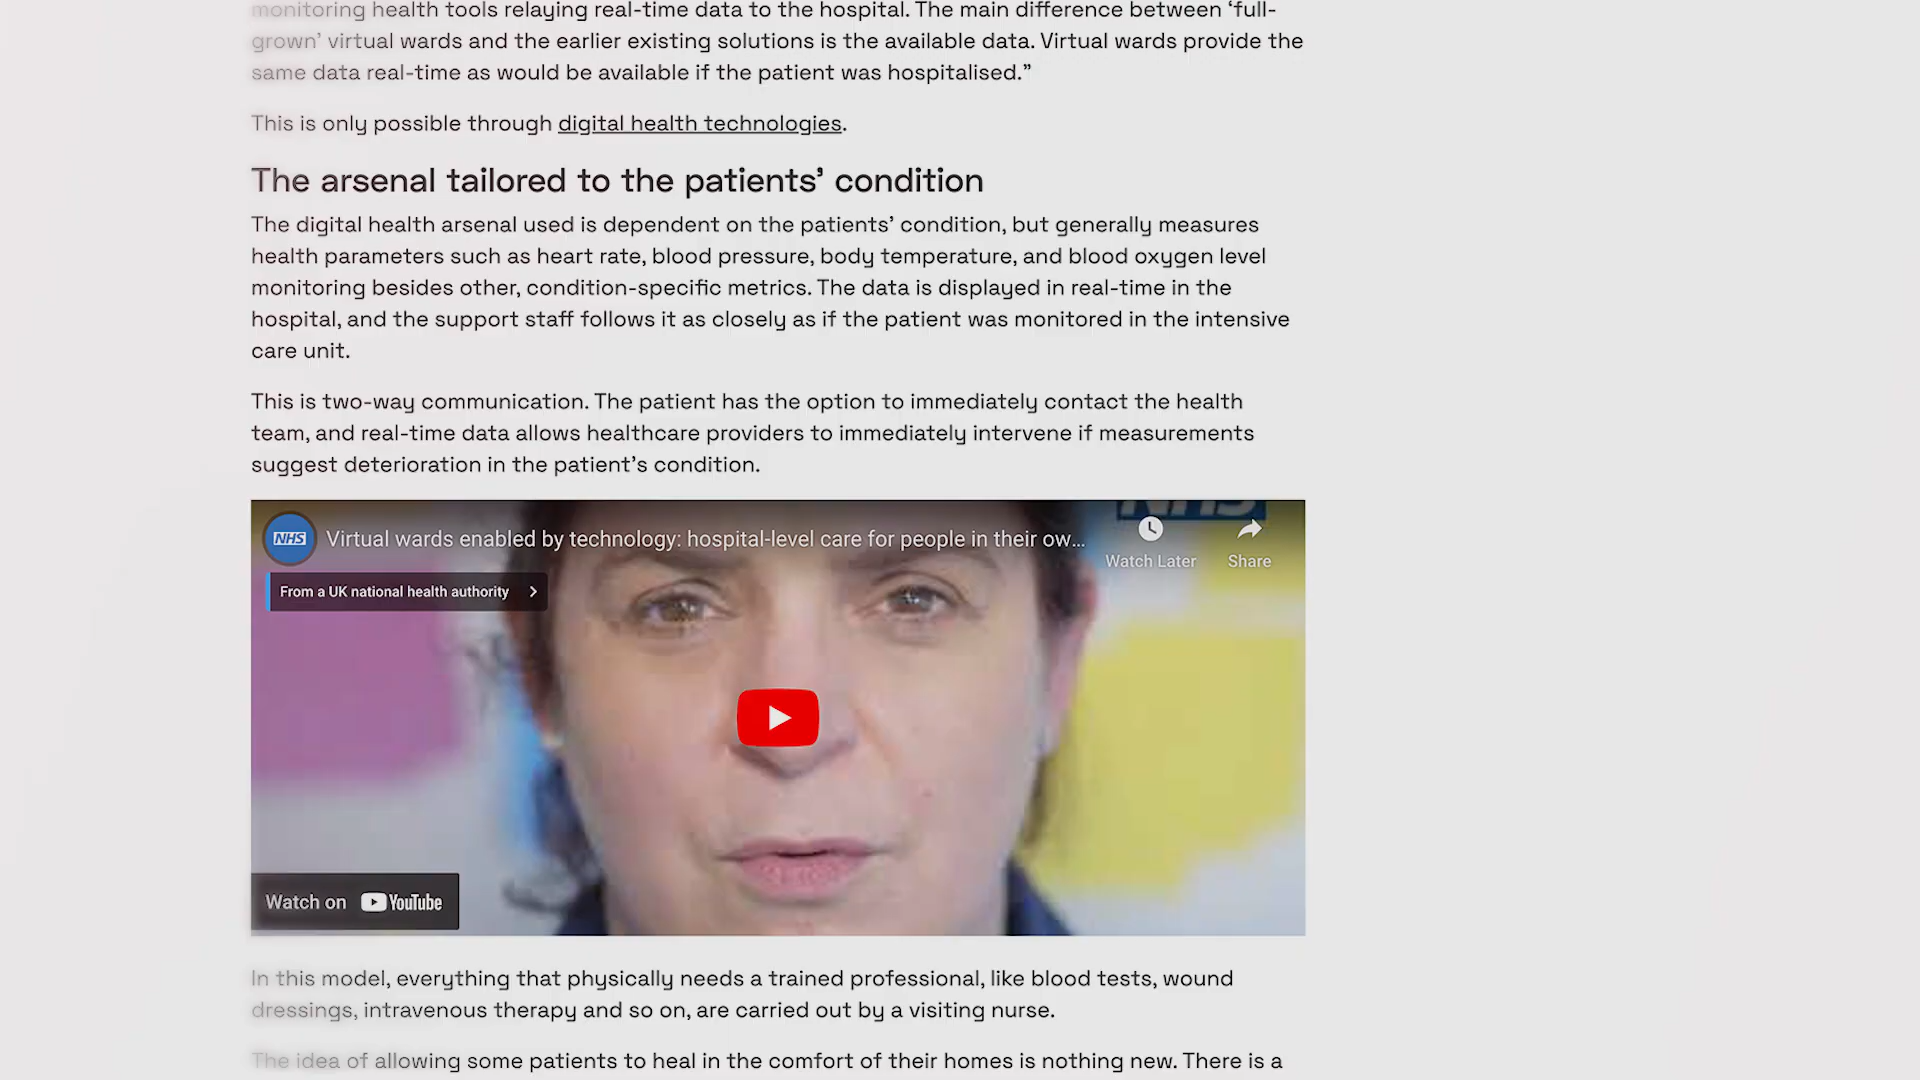 monitoring health tools relaying real-time data to the hospital. The main difference between ‘full-
grown’ virtual wards and the earlier existing solutions is the available data. Virtual wards provide the
same data real-time as would be available if the patient was hospitalised.”
This is only possible through digital health technologies.
The arsenal tailored to the patients’ condition
The digital health arsenal used is dependent on the patients’ condition, but generally measures
health parameters such as heart rate, blood pressure, body temperature, and blood oxygen level
monitoring besides other, condition-specific metrics. The data is displayed in real-time in the
hospital, and the support staff follows it as closely as if the patient was monitored in the intensive
care unit.
This is two-way communication. The patient has the option to immediately contact the health
team, and real-time data allows healthcare providers to immediately intervene if measurements
suggest deterioration in the patient’s condition.
NHS
NHS Virtual wards enabled by technology: hospital-level care for people in their ow...
Watch Later Share
From a UK national health authority
Watch on YouTube
In this model, everything that physically needs a trained professional, like blood tests, wound
dressings, intravenous therapy and so on, are carried out by a visiting nurse.
The idea of allowing some patients to heal in the comfort of their homes is nothing new. There is a